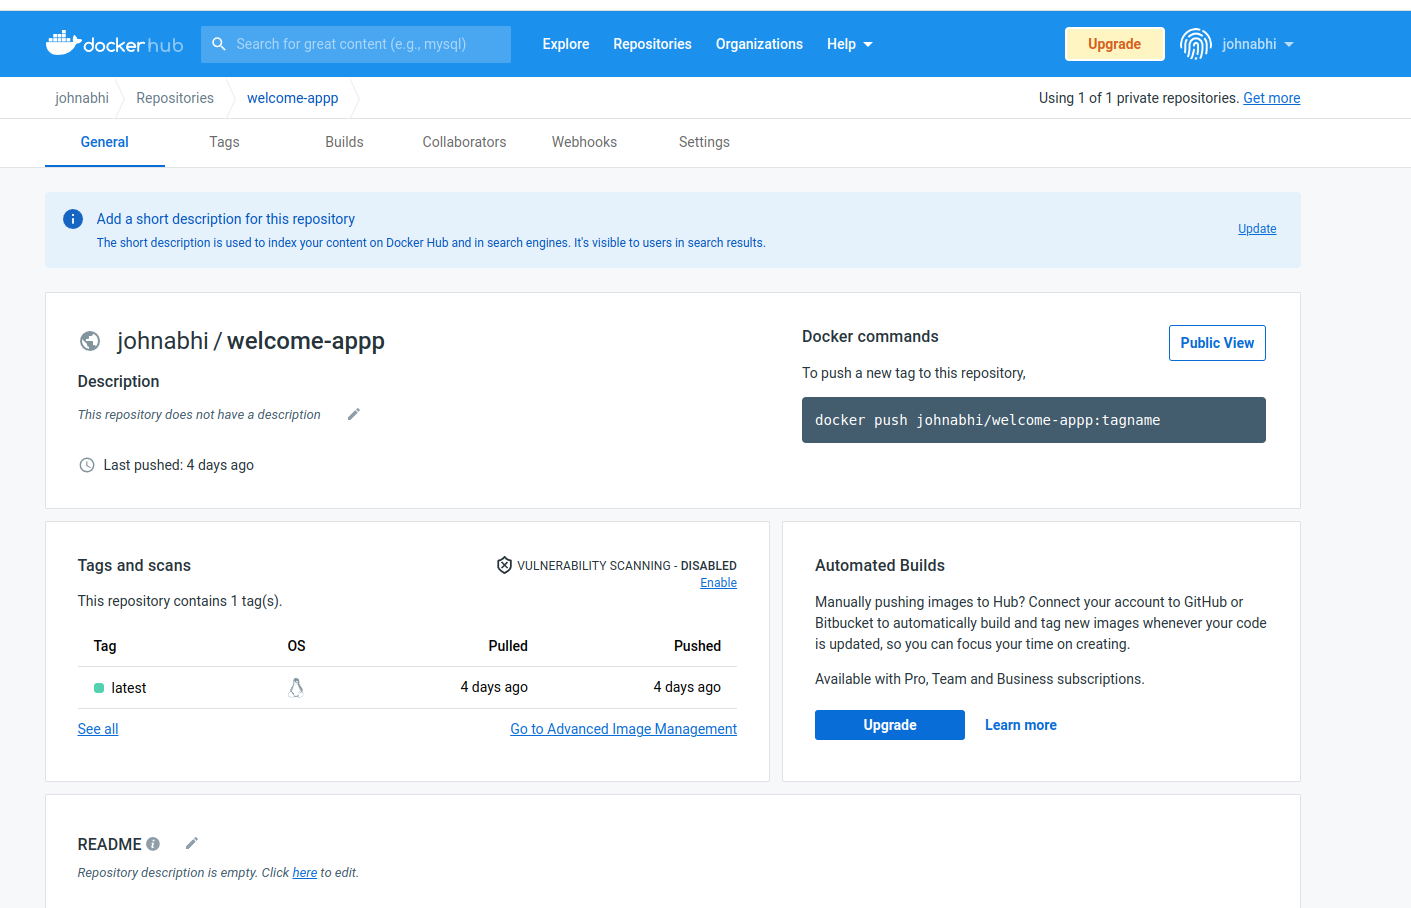 docker hub
Search for great content (e.g., mysql)
Explore
Repositories
Organizations
Help
Upgrade
johnabhi
johnabhi
Repositories
welcome-appp
Using 1 of 1 private repositories. Get more
General
Tags
Builds
Collaborators
Webhooks
Settings
Add a short description for this repository
The short description is used to index your content on Docker Hub and in search engines. It's visible to users in search results.
Update
johnabhi / welcome-appp
Description
This repository does not have a description
Last pushed: 4 days ago
Docker commands
Public View
To push a new tag to this repository,
docker push johnabhi/welcome-appp:tagname
Tags and scans
VULNERABILITY SCANNING - DISABLED
Enable
This repository contains 1 tag(s).
Tag OS Pulled Pushed
latest 4 days ago 4 days ago
See all
Go to Advanced Image Management
Automated Builds
Manually pushing images to Hub? Connect your account to GitHub or
Bitbucket to automatically build and tag new images whenever your code
is updated, so you can focus your time on creating.
Available with Pro, Team and Business subscriptions.
Upgrade
Learn more
README
Repository description is empty. Click here to edit.